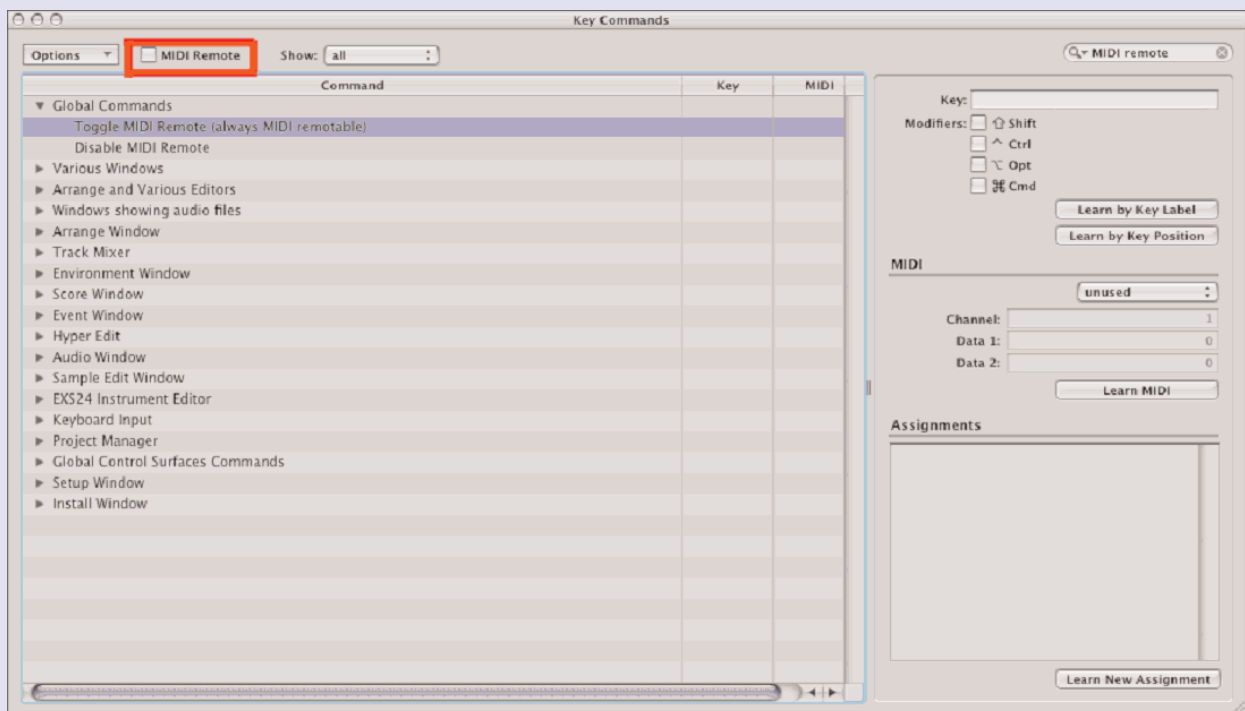 Key Commands
Options
MIDI Remote
Show: all
MIDI remote
Command Key MIDI
Global Commands
Toggle MIDI Remote (always MIDI remotable)
Disable MIDI Remote
Various Windows
Arrange and Various Editors
Windows showing audio files
Arrange Window
Track Mixer
Environment Window
Score Window
Event Window
Hyper Edit
Audio Window
Sample Edit Window
EXS24 Instrument Editor
Keyboard Input
Project Manager
Global Control Surfaces Commands
Setup Window
Install Window
Key:
Modifiers: ⇧ Shift
⌃ Ctrl
⌥ Opt
⌘ Cmd
Learn by Key Label
Learn by Key Position
MIDI
unused
Channel: 1
Data 1: 0
Data 2: 0
Learn MIDI
Assignments
Learn New Assignment